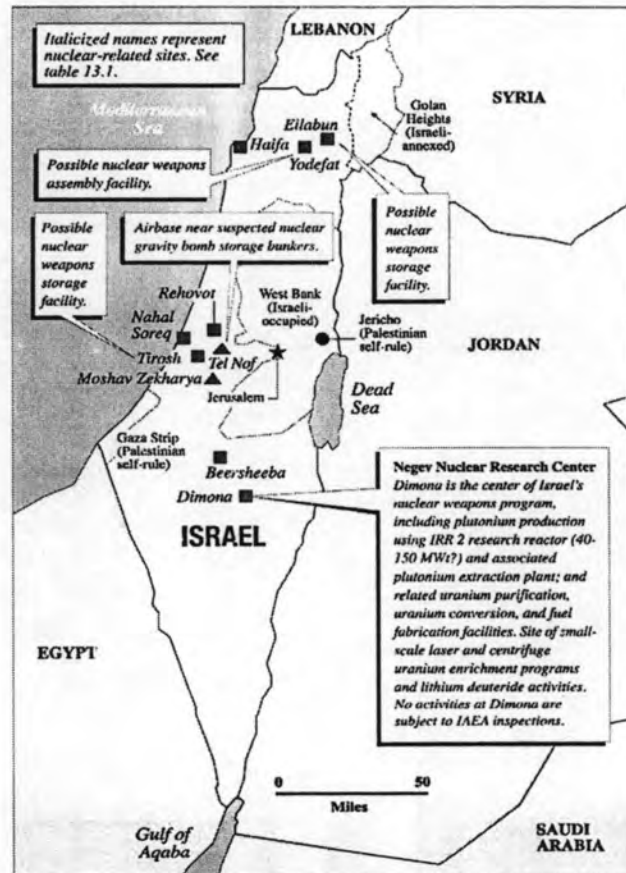 Italicized names represent
nuclear-related sites. See
table 13.1.
LEBANON
SYRIA
Mediterranean
Sea
Golan
Heights
(Israeli-
annexed)
Eilabun
Haifa
Yodefat
Possible nuclear weapons
assembly facility.
Possible
nuclear
weapons
storage
facility.
Airbase near suspected nuclear
gravity bomb storage bunkers.
Possible
nuclear
weapons
storage
facility.
Rehovot
West Bank
(Israeli-
occupied)
Nahal
Soreq
Jericho
(Palestinian
self-rule)
JORDAN
Tirosh
Tel Nof
Moshav Zekharya
Jerusalem
Dead
Sea
Gaza Strip
(Palestinian
self-rule)
Beersheeba
Dimona
ISRAEL
Negev Nuclear Research Center
Dimona is the center of Israel's
nuclear weapons program,
including plutonium production
using IRR 2 research reactor (40-
150 MWt?) and associated
plutonium extraction plant; and
related uranium purification,
uranium conversion, and fuel
fabrication facilities. Site of small-
scale laser and centrifuge
uranium enrichment programs
and lithium deuteride activities.
No activities at Dimona are
subject to IAEA inspections.
EGYPT
0 50
Miles
Gulf of
Aqaba
SAUDI
ARABIA